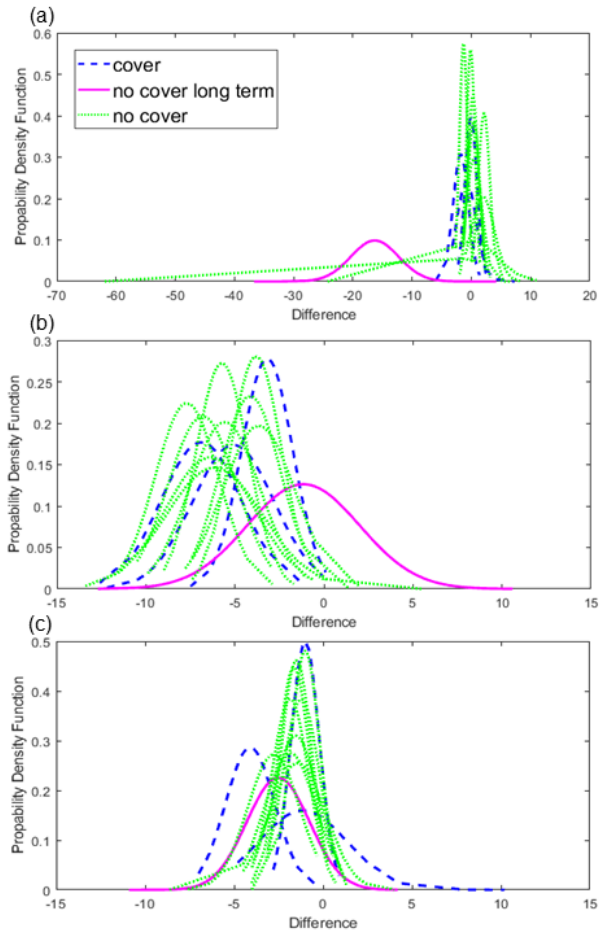 (a)
0.6
0.5
0.4
0.3
0.2
0.1
0
Propability Density Function
cover
no cover long term
no cover
-70 -60 -50 -40 -30 -20 -10 0 10 20
Difference
(b)
0.3
0.25
0.2
0.15
0.1
0.05
0
Propability Density Function
-15 -10 -5 0 5 10 15
Difference
(c)
0.5
0.4
0.3
0.2
0.1
0
Propability Density Function
-15 -10 -5 0 5 10 15
Difference